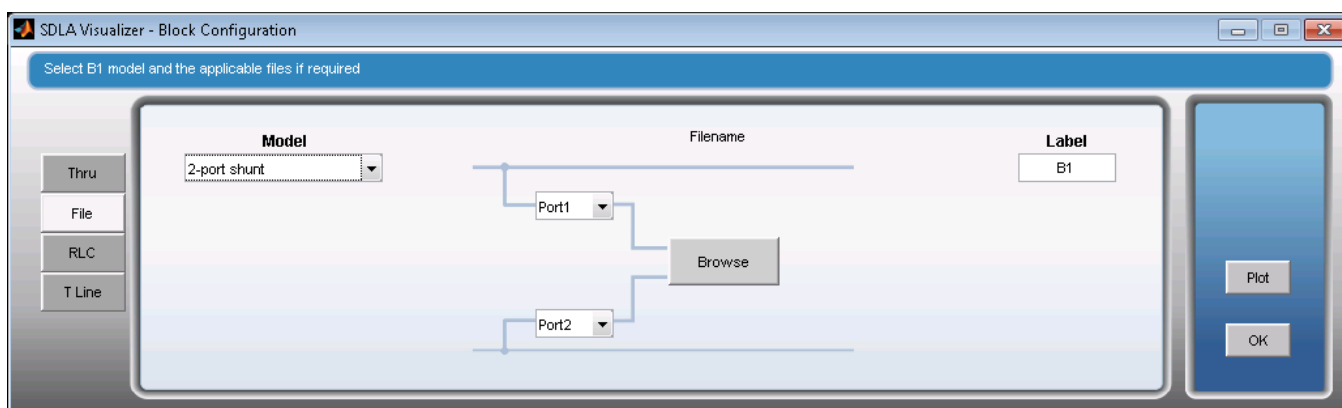 SDLA Visualizer - Block Configuration
Select B1 model and the applicable files if required
Thru
File
RLC
T Line
Model
2-port shunt
Filename
Port1
Browse
Port2
Label
B1
Plot
OK